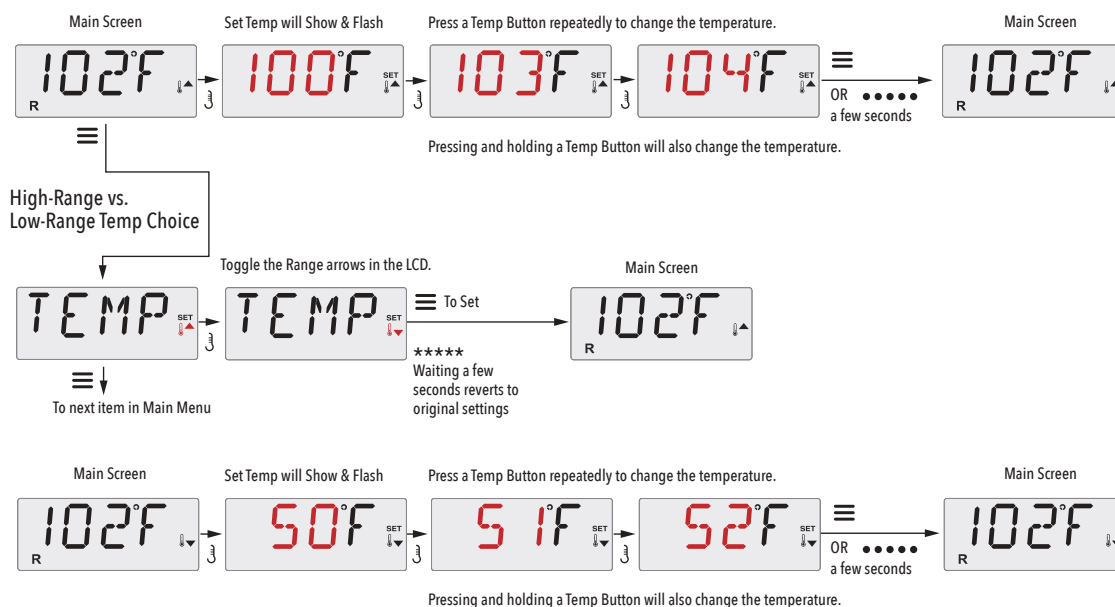 Main Screen
Set Temp will Show & Flash
Press a Temp Button repeatedly to change the temperature.
Main Screen
102°F
R
100°F
SET
103°F
SET
104°F
SET
OR •••••
a few seconds
102°F
R
Pressing and holding a Temp Button will also change the temperature.
High-Range vs.
Low-Range Temp Choice
Toggle the Range arrows in the LCD.
Main Screen
TEMP
SET
TEMP
SET
To Set
*****
Waiting a few
seconds reverts to
original settings
102°F
R
To next item in Main Menu
Main Screen
Set Temp will Show & Flash
Press a Temp Button repeatedly to change the temperature.
Main Screen
102°F
R
50°F
SET
51°F
SET
52°F
SET
OR •••••
a few seconds
102°F
R
Pressing and holding a Temp Button will also change the temperature.